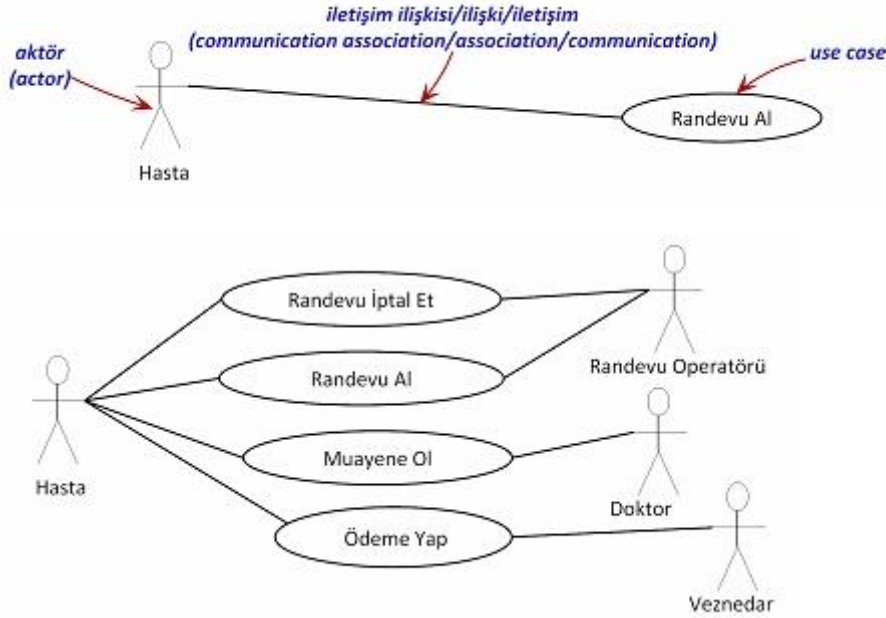 iletişim ilişkisi/ilişki/iletişim
(communication association/association/communication)
aktör
(actor)
use case
Randevu Al
Hasta
Randevu İptal Et
Randevu Al
Randevu Operatörü
Muayene Ol
Hasta
Doktor
Ödeme Yap
Veznedar